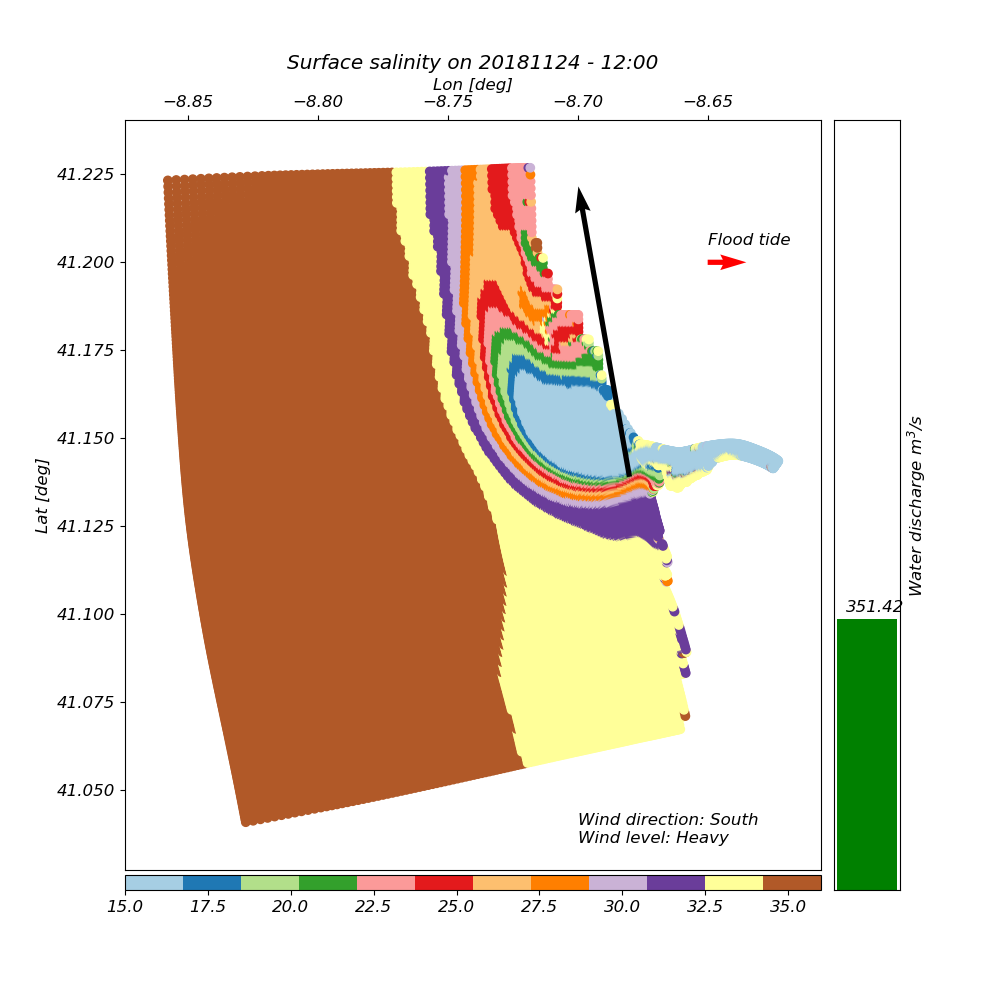 Surface salinity on 20181124 - 12:00
Lon [deg]
−8.85 −8.80 −8.75 −8.70 −8.65
41.225
41.200
41.175
41.150
41.125
41.100
41.075
41.050
Lat [deg]
Flood tide
Wind direction: South
Wind level: Heavy
351.42
Water discharge m³/s
15.0 17.5 20.0 22.5 25.0 27.5 30.0 32.5 35.0